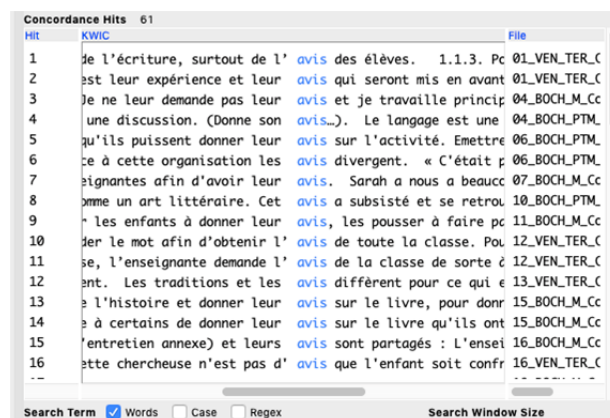 Concordance Hits 61
Hit KWIC File
1 de l’écriture, surtout de l’ avis des élèves. 1.1.3. Pc 01_VEN_TER_C
2 est leur expérience et leur avis qui seront mis en avant 01_VEN_TER_C
3 Je ne leur demande pas leur avis et je travaille princip 04_BOCH_M_Cc
4 une discussion. (Donne son avis…). Le langage est une 04_BOCH_PTM_
5 qu'ils puissent donner leur avis sur l'activité. Emettre 06_BOCH_PTM_
6 ce à cette organisation les avis divergent. « C'était p 06_BOCH_PTM_
7 eignantes afin d'avoir leur avis. Sarah a nous a beaucc 07_BOCH_M_Cc
8 omme un art littéraire. Cet avis a subsisté et se retrou 10_BOCH_PTM_
9 r les enfants à donner leur avis, les pousser à faire pa 11_BOCH_M_Cc
10 der le mot afin d’obtenir l’ avis de toute la classe. Pou 12_VEN_TER_C
11 se, l’enseignante demande l’ avis de la classe de sorte à 12_VEN_TER_C
12 ent. Les traditions et les avis diffèrent pour ce qui e 13_VEN_TER_C
13 e l'histoire et donner leur avis sur le livre, pour donr 15_BOCH_M_Cc
14 e à certains de donner leur avis sur le livre qu'ils ont 15_BOCH_M_Cc
15 'entretien annexe) et leurs avis sont partagés : L'ensei 16_BOCH_M_Cc
16 ette chercheuse n'est pas d' avis que l'enfant soit confr 16_VEN_TER_C
Search Term Words Case Regex Search Window Size